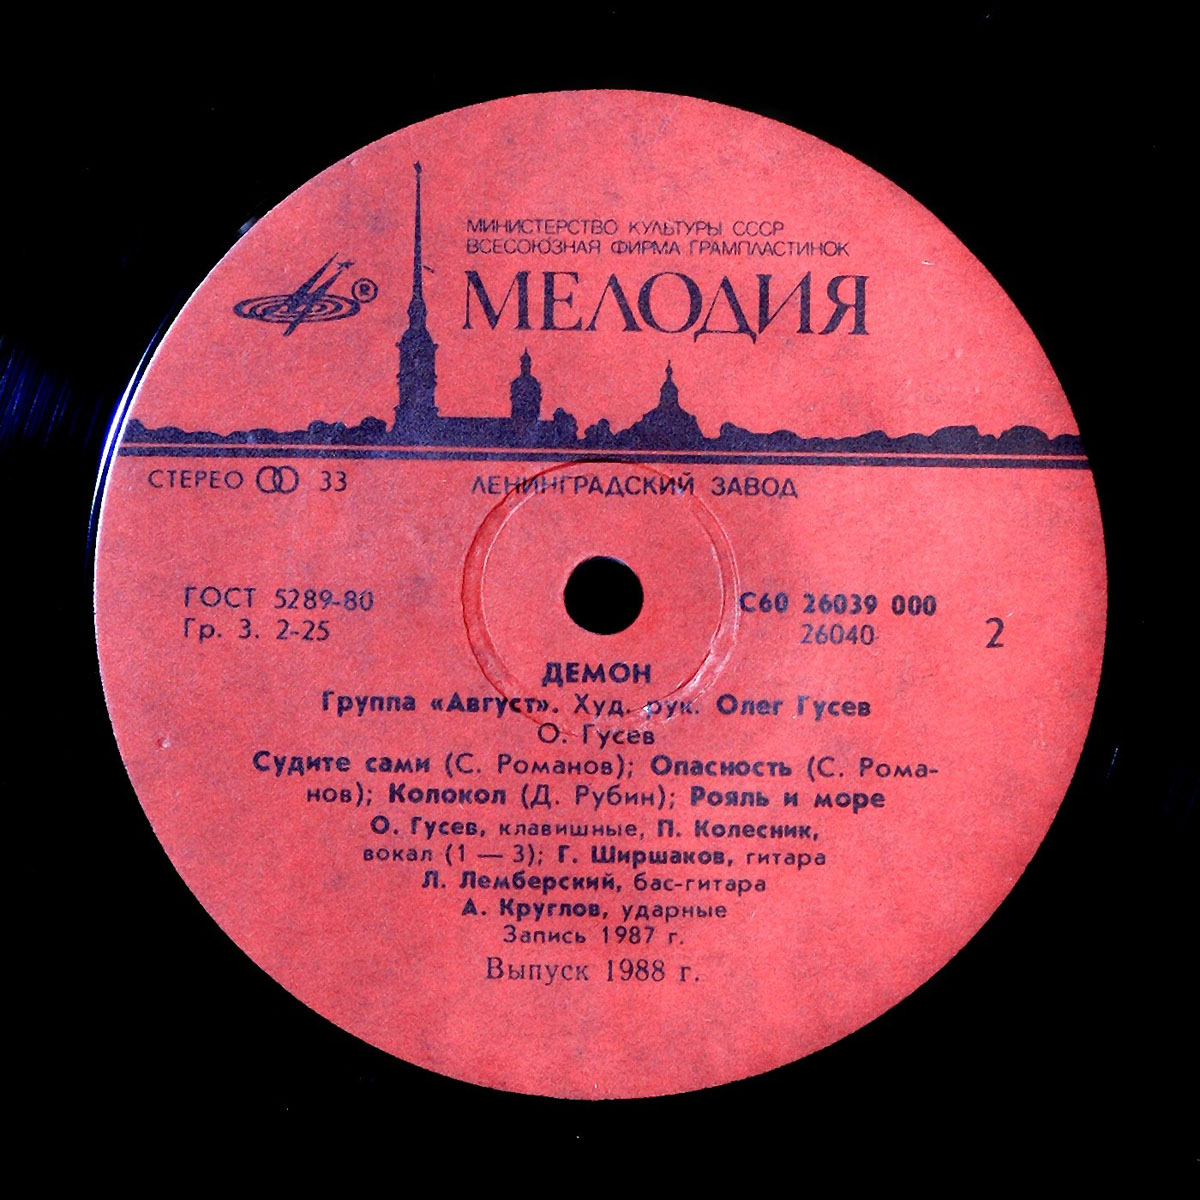 МИНИСТЕРСТВО КУЛЬТУРЫ СССР
ВСЕСОЮЗНАЯ ФИРМА ГРАМПЛАСТИНОК
®
МЕЛОДИЯ
СТЕРЕО 33
ЛЕНИНГРАДСКИЙ ЗАВОД
ГОСТ 5289-80
Гр. 3. 2-25
С60 26039 000
26040
2
ДЕМОН
Группа «Август». Худ. рук. Олег Гусев
О. Гусев
Судите сами (С. Романов); Опасность (С. Рома-
нов); Колокол (Д. Рубин); Рояль и море
О. Гусев, клавишные, П. Колесник,
вокал (1 — 3); Г. Ширшаков, гитара
Л. Лемберский, бас-гитара
А. Круглов, ударные
Запись 1987 г.
Выпуск 1988 г.